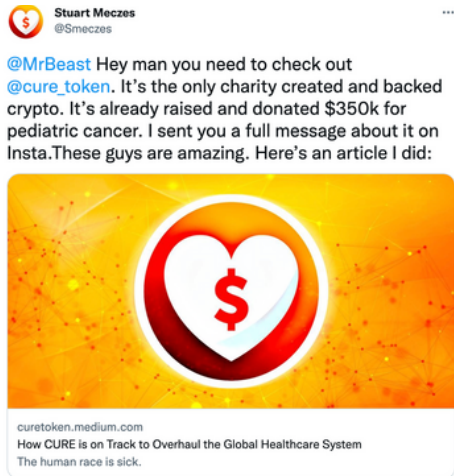 Stuart Meczes
@Smeczes
@MrBeast Hey man you need to check out
@cure_token. It’s the only charity created and backed
crypto. It’s already raised and donated $350k for
pediatric cancer. I sent you a full message about it on
Insta.These guys are amazing. Here’s an article I did:
$
curetoken.medium.com
How CURE is on Track to Overhaul the Global Healthcare System
The human race is sick.